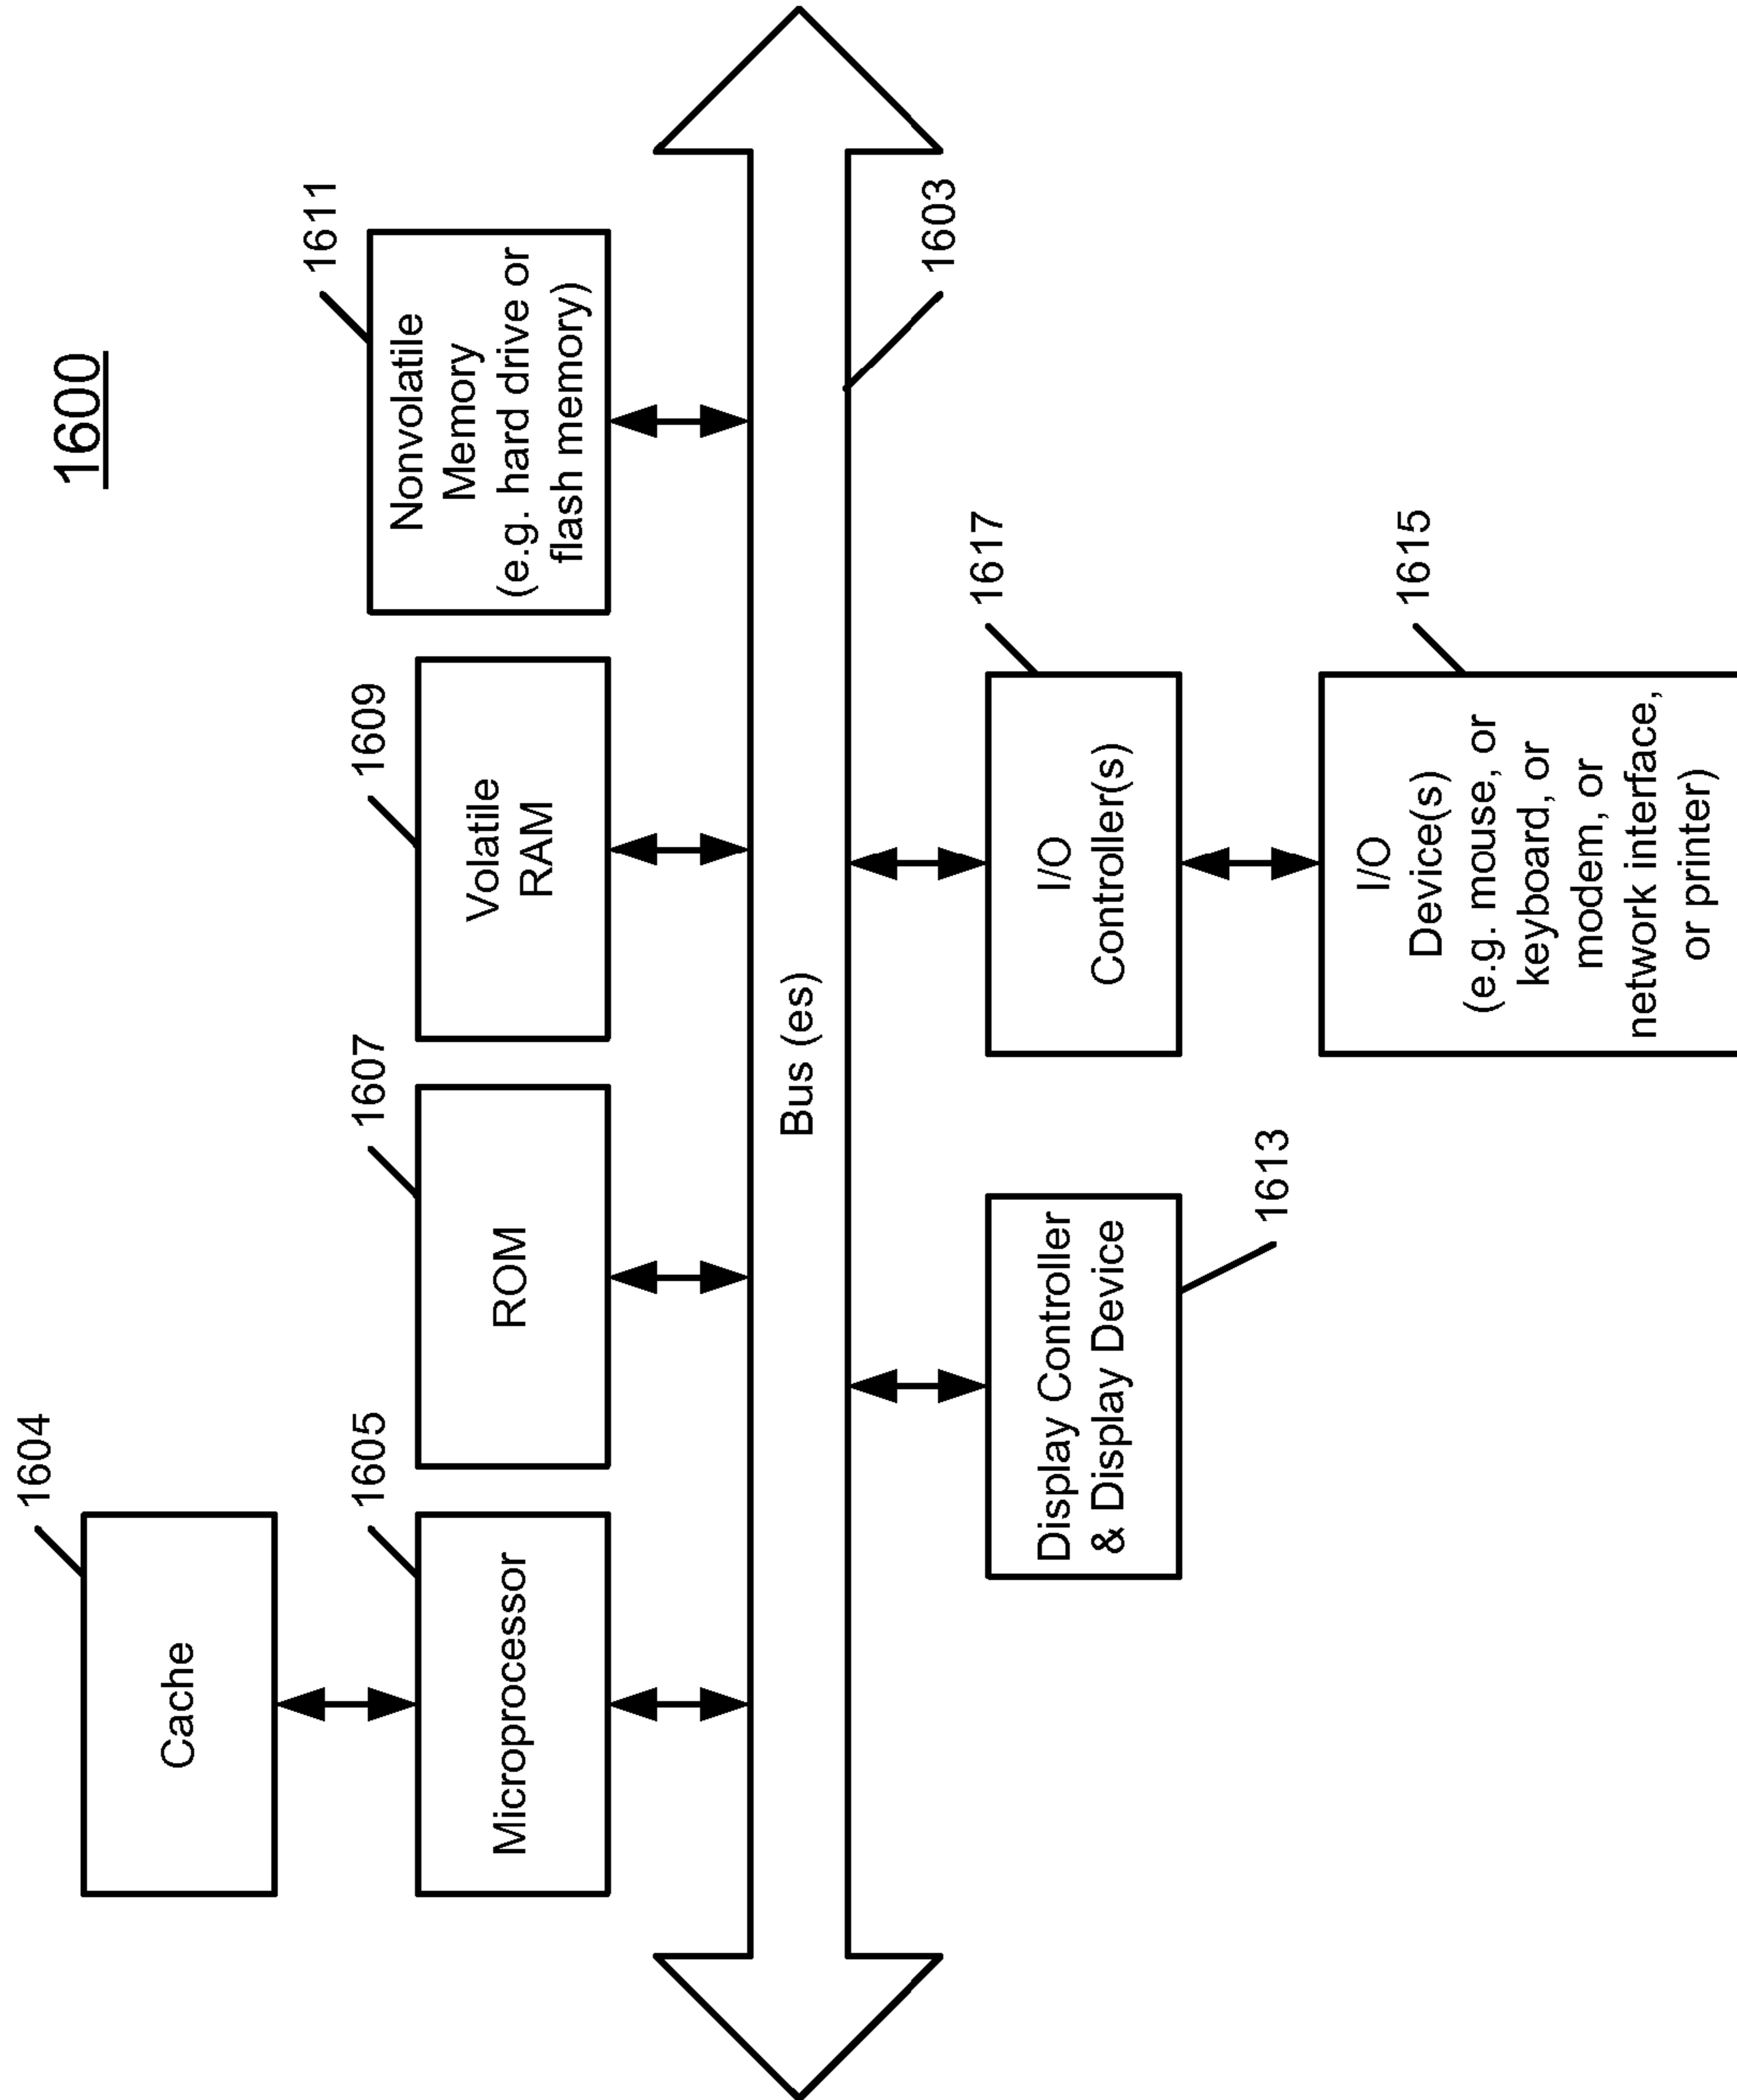 1600
1604
Cache
1605
Microprocessor
1607
ROM
1609
Volatile
RAM
1611
Nonvolatile
Memory
(e.g. hard drive or
flash memory)
Bus (es)
1603
Display Controller
& Display Device
1613
I/O
Controller(s)
1617
I/O
Device(s)
(e.g. mouse, or
keyboard, or
modem, or
network interface,
or printer)
1615